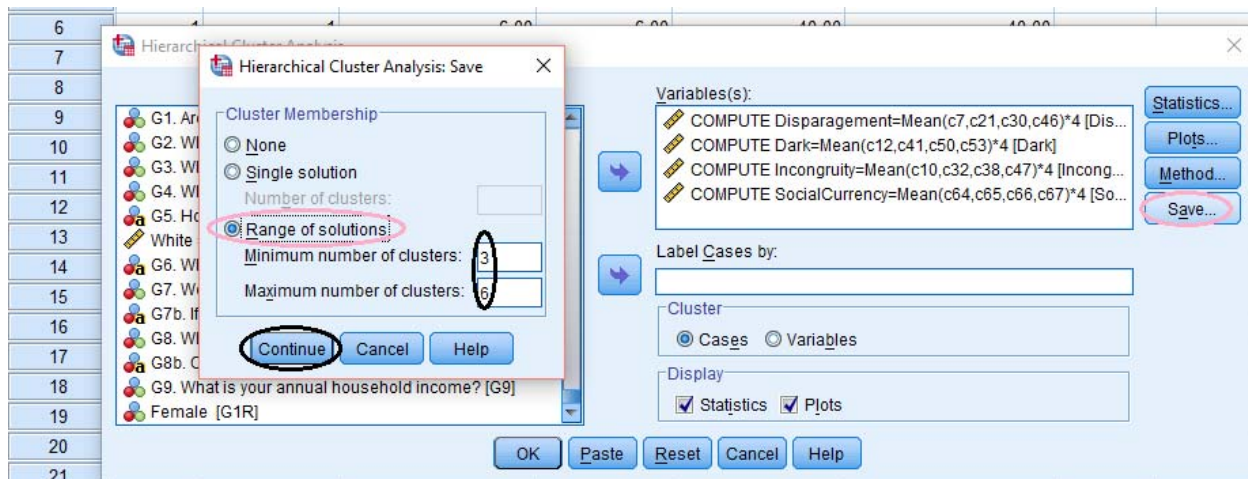 6
7
8
9
10
11
12
13
14
15
16
17
18
19
20
21
Hierarchical Cluster Analysis: Save
Cluster Membership
None
Single solution
Number of clusters:
Range of solutions
Minimum number of clusters: 3
Maximum number of clusters: 6
Continue Cancel Help
G1. Ar
G2. W
G3. W
G4. W
G5. Ho
White
G6. W
G7. W
G7b. If
G8. W
G8b. C
G9. What is your annual household income? [G9]
Female [G1R]
Variables(s):
COMPUTE Disparagement=Mean(c7,c21,c30,c46)*4 [Dis...
COMPUTE Dark=Mean(c12,c41,c50,c53)*4 [Dark]
COMPUTE Incongruity=Mean(c10,c32,c38,c47)*4 [Incong...
COMPUTE SocialCurrency=Mean(c64,c65,c66,c67)*4 [So...
Label Cases by:
Cluster
Cases Variables
Display
Statistics Plots
Statistics...
Plots...
Method...
Save...
OK Paste Reset Cancel Help